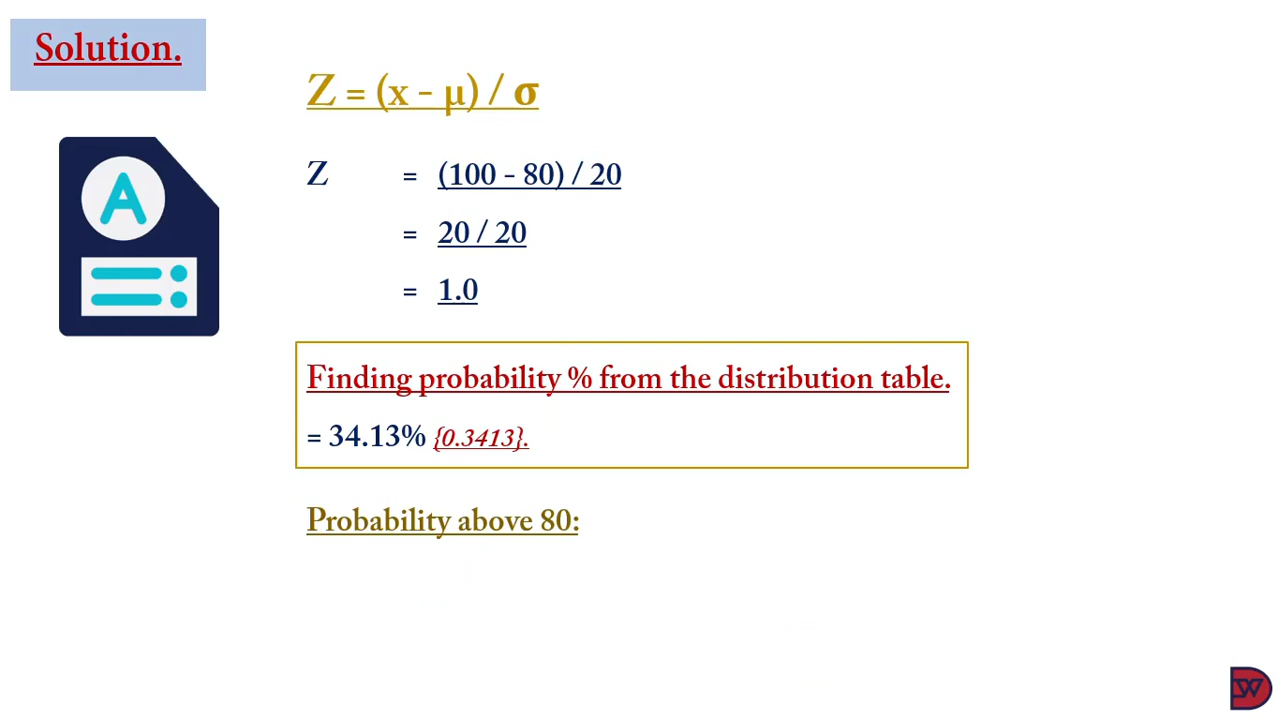 Solution.
Z = (x - μ) / σ
Z = (100 - 80) / 20
= 20 / 20
= 1.0
Finding probability % from the distribution table.
= 34.13% {0.3413}.
Probability above 80:
A
DW